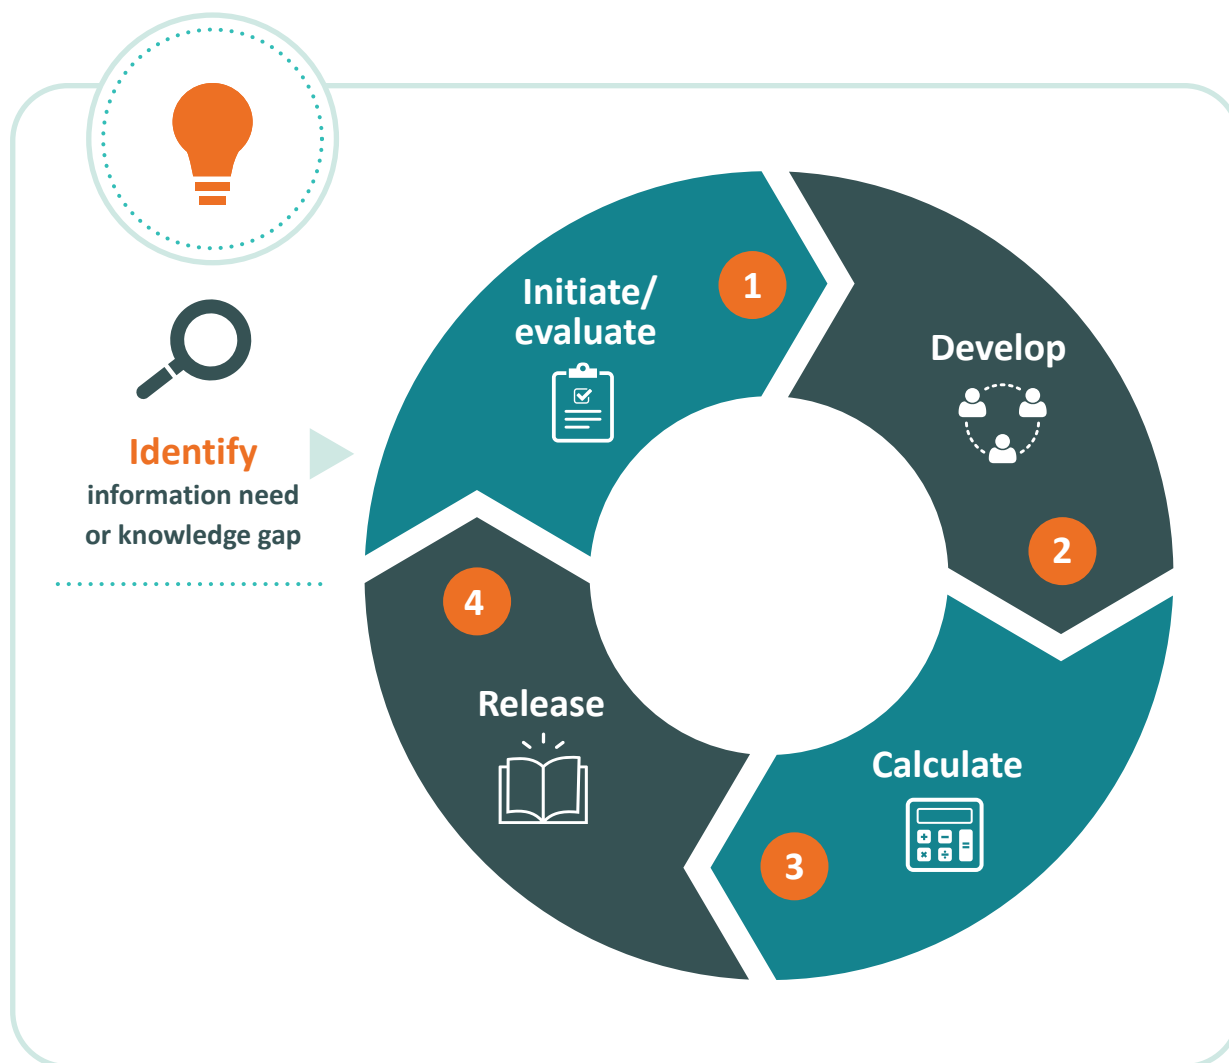 Identify
information need
or knowledge gap
1
Initiate/
evaluate
Develop
2
Calculate
3
4
Release